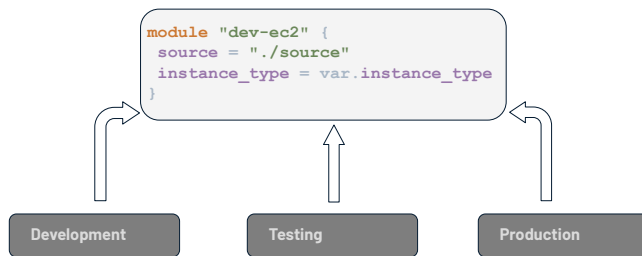 module "dev-ec2" {
source = "./source"
instance_type = var.instance_type
}
Development
Testing
Production